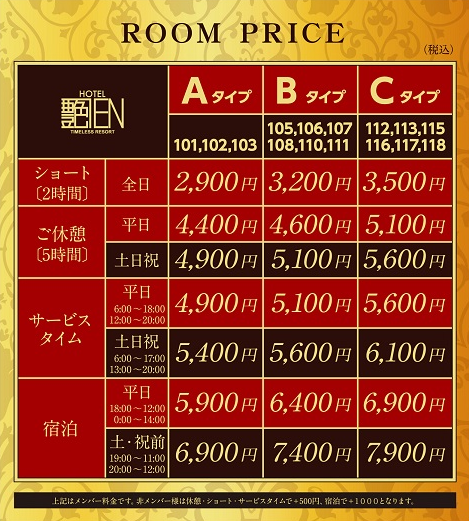 ROOM PRICE
(税込)
HOTEL
艶TEN
TIMELESS RESORT
Aタイプ
Bタイプ
Cタイプ
101,102,103
105,106,107
108,110,111
112,113,115
116,117,118
ショート
〔2時間〕
全日
2,900円
3,200円
3,500円
ご休憩
〔5時間〕
平日
4,400円
4,600円
5,100円
土日祝
4,900円
5,100円
5,600円
サービス
タイム
平日
6:00〜18:00
12:00〜20:00
4,900円
5,100円
5,600円
土日祝
6:00〜17:00
13:00〜20:00
5,400円
5,600円
6,100円
宿泊
平日
18:00〜12:00
0:00〜14:00
5,900円
6,400円
6,900円
土・祝前
19:00〜11:00
20:00〜12:00
6,900円
7,400円
7,900円
上記はメンバー料金です。非メンバー様は休憩・ショート・サービスタイムで+500円、宿泊で+1000となります。